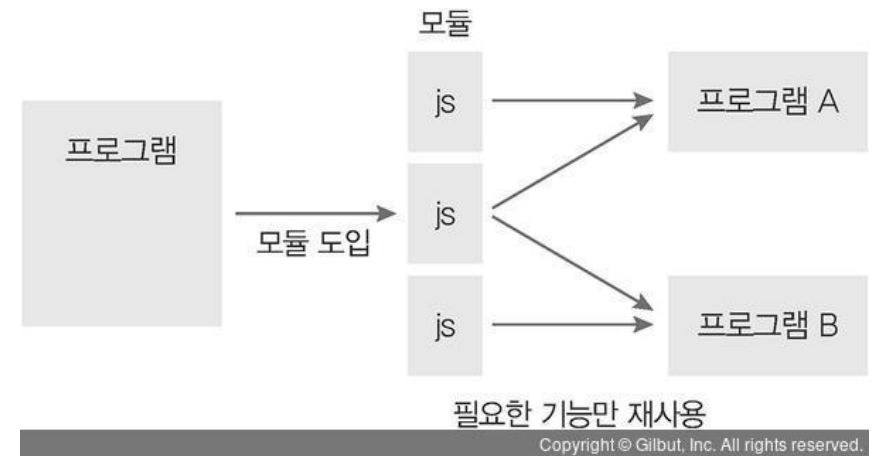 모듈
프로그램
모듈 도입
js
js
js
프로그램 A
프로그램 B
필요한 기능만 재사용
Copyright © Gilbut, Inc. All rights reserved.